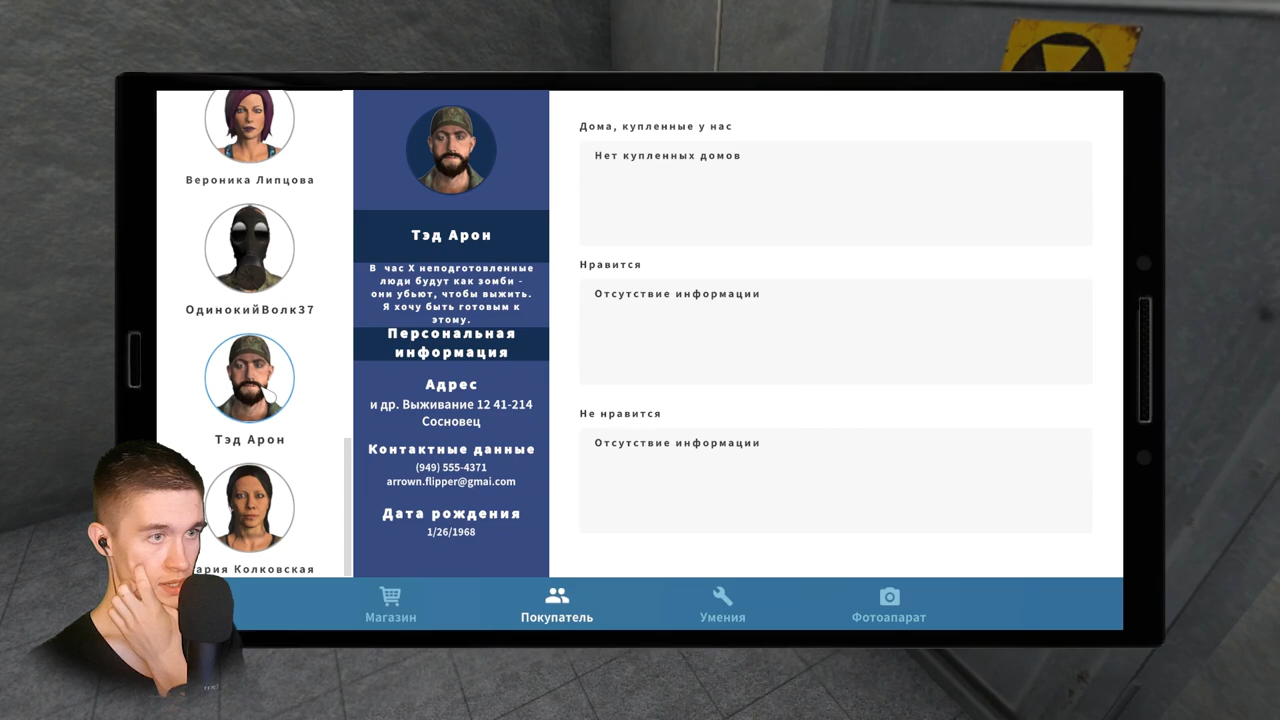 Вероника Липцова
ОдинокийВолк37
Тэд Арон
ария Колковская
Тэд Арон
В час Х неподготовленные
люди будут как зомби -
они убьют, чтобы выжить.
Я хочу быть готовым к
этому.
Персональная
информация
Адрес
и др. Выживание 12 41-214
Сосновец
Контактные данные
(949) 555-4371
arrown.flipper@gmai.com
Дата рождения
1/26/1968
Дома, купленные у нас
Нет купленных домов
Нравится
Отсутствие информации
Не нравится
Отсутствие информации
Магазин
Покупатель
Умения
Фотоапарат